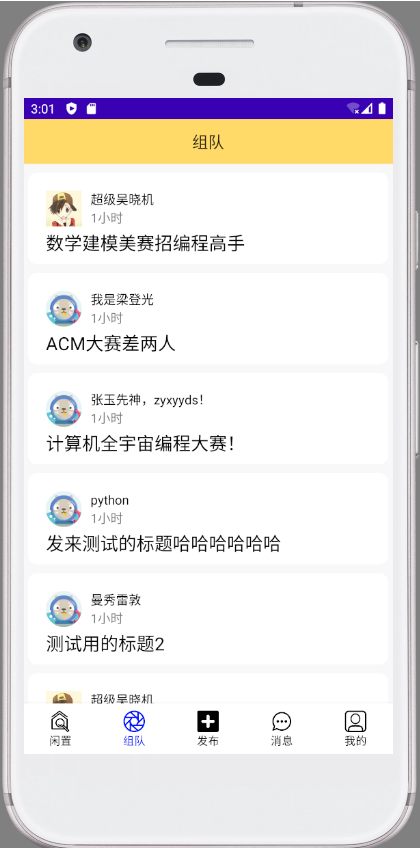 3:01
组队
超级吴晓机
1小时
数学建模美赛招编程高手
我是梁登光
1小时
ACM大赛差两人
张玉先神，zyxyyds!
1小时
计算机全宇宙编程大赛！
python
1小时
发来测试的标题哈哈哈哈哈哈
曼秀雷敦
1小时
测试用的标题2
超级吴晓机
闲置
组队
发布
消息
我的